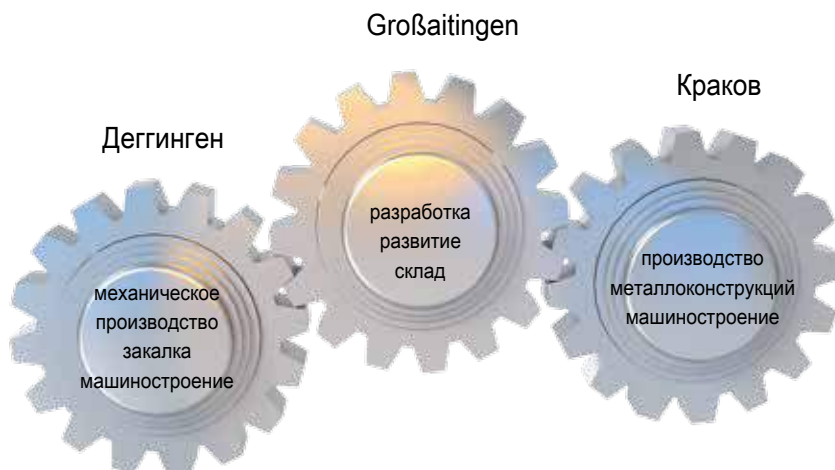 Großaitingen
Краков
Деггинген
разработка
развитие
склад
производство
металлоконструкций
машиностроение
механическое
производство
закалка
машиностроение